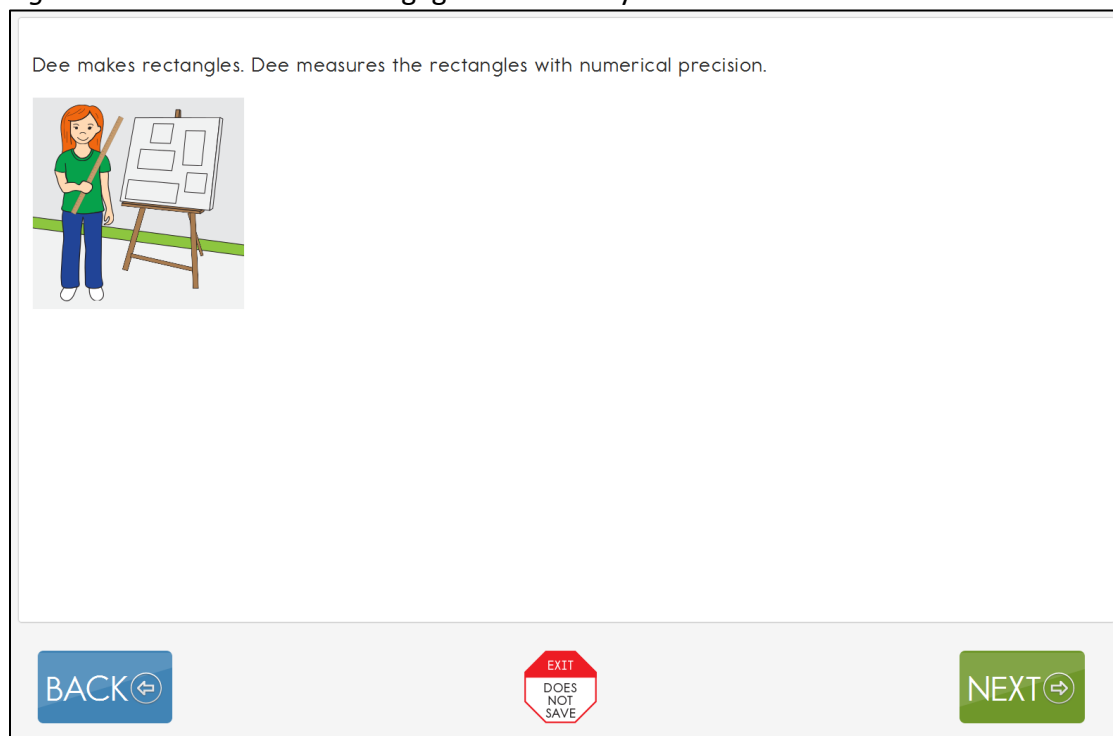 Dee makes rectangles. Dee measures the rectangles with numerical precision.
BACK
EXIT
DOES
NOT
SAVE
NEXT